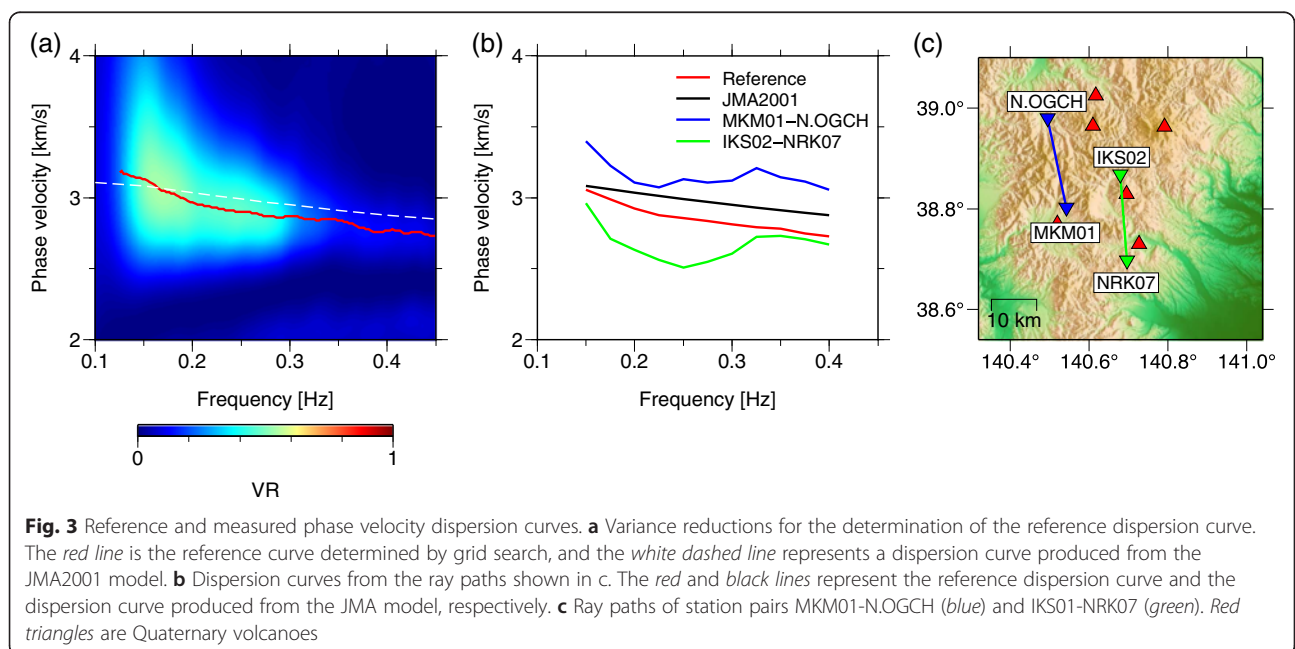 (a)
4
3
2
Phase velocity [km/s]
0.1 0.2 0.3 0.4
Frequency [Hz]
0 1
VR
(b)
4
3
2
Phase velocity [km/s]
Reference
JMA2001
MKM01–N.OGCH
IKS02–NRK07
0.1 0.2 0.3 0.4
Frequency [Hz]
(c)
39.0°
38.8°
38.6°
N.OGCH
IKS02
MKM01
NRK07
10 km
140.4° 140.6° 140.8° 141.0°
Fig. 3 Reference and measured phase velocity dispersion curves. a Variance reductions for the determination of the reference dispersion curve.
The red line is the reference curve determined by grid search, and the white dashed line represents a dispersion curve produced from the
JMA2001 model. b Dispersion curves from the ray paths shown in c. The red and black lines represent the reference dispersion curve and the
dispersion curve produced from the JMA model, respectively. c Ray paths of station pairs MKM01-N.OGCH (blue) and IKS01-NRK07 (green). Red
triangles are Quaternary volcanoes